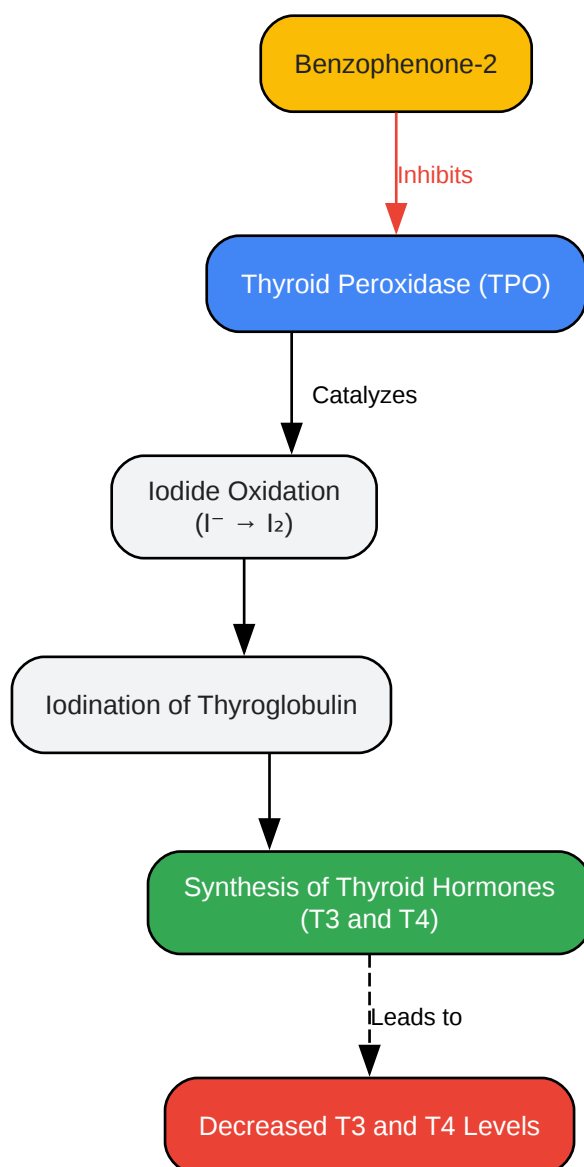 Benzophenone-2
Inhibits
Thyroid Peroxidase (TPO)
Catalyzes
Iodide Oxidation
(I⁻ → I₂)
Iodination of Thyroglobulin
Synthesis of Thyroid Hormones
(T3 and T4)
Leads to
Decreased T3 and T4 Levels